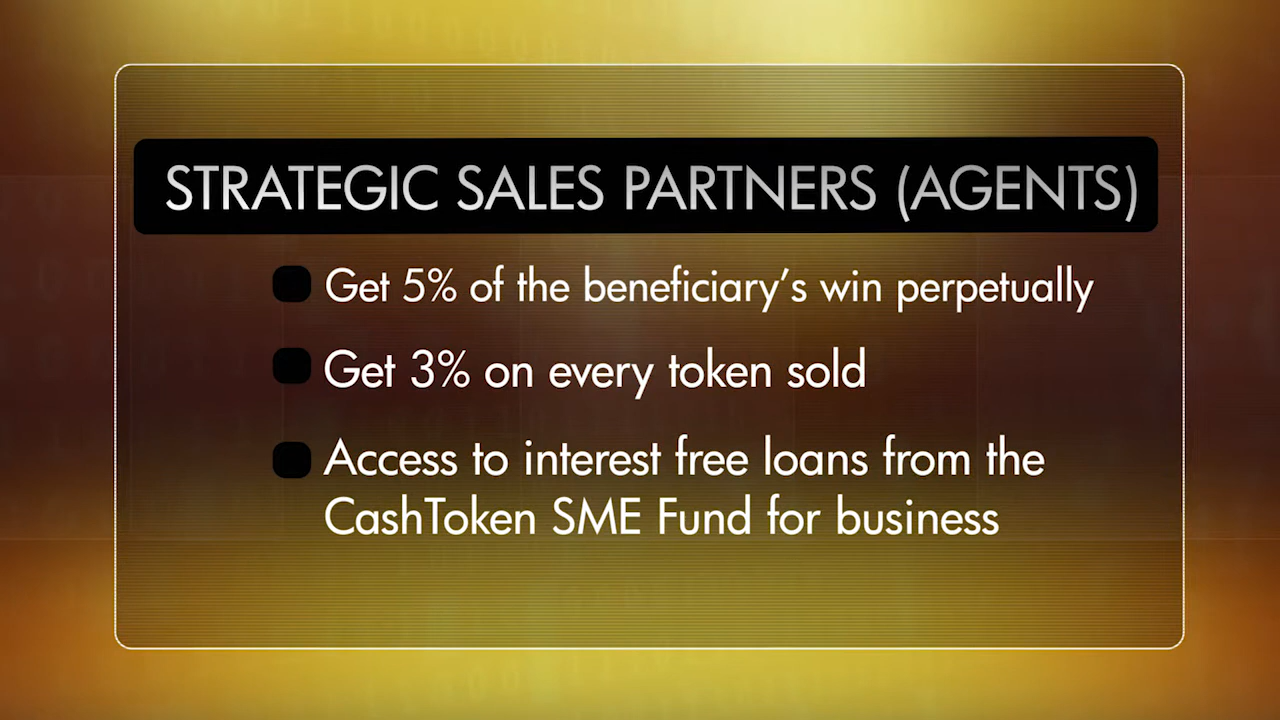 STRATEGIC SALES PARTNERS (AGENTS)
Get 5% of the beneficiary's win perpetually
Get 3% on every token sold
Access to interest free loans from the
CashToken SME Fund for business